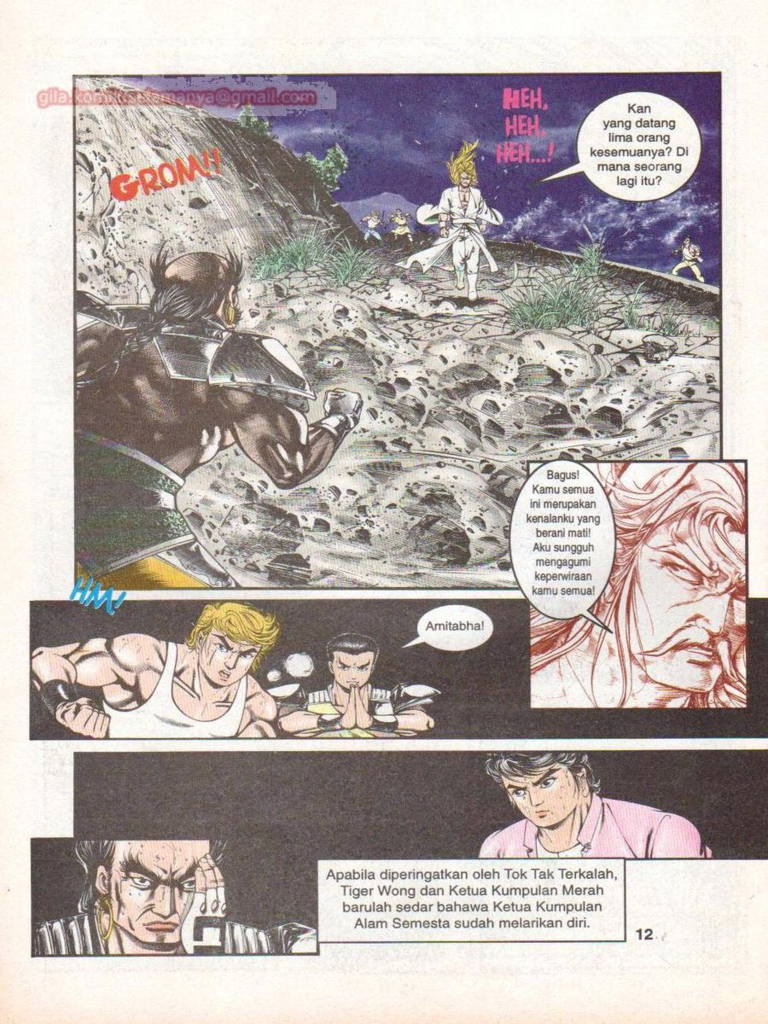 gila-komik-selamanya@gmail.com
HEH,
HEH,
HEH...!
Kan
yang datang
lima orang
kesemuanya? Di
mana seorang
lagi itu?
GROM!!
Bagus!
Kamu semua
ini merupakan
kenalanku yang
berani mati!
Aku sungguh
mengagumi
keperwiraan
kamu semua!
HM!
Amitabha!
Apabila diperingatkan oleh Tok Tak Terkalah,
Tiger Wong dan Ketua Kumpulan Merah
barulah sedar bahawa Ketua Kumpulan
Alam Semesta sudah melarikan diri.
12